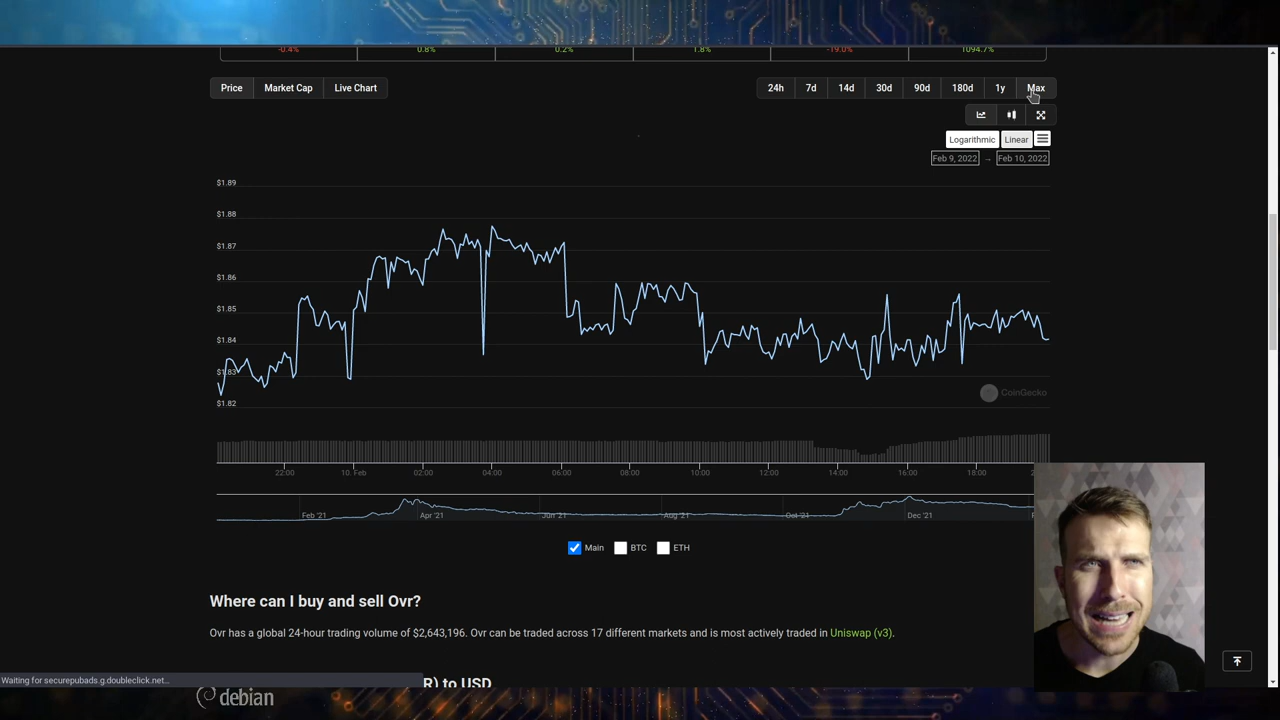 -0.4% 0.8% 0.2% 1.8% -19.0% 1094.7%
Price Market Cap Live Chart 24h 7d 14d 30d 90d 180d 1y Max
Logarithmic Linear
Feb 9, 2022 → Feb 10, 2022
$1.89
$1.88
$1.87
$1.86
$1.85
$1.84
$1.83
$1.82
CoinGecko
22:00 10. Feb 02:00 04:00 06:00 08:00 10:00 12:00 14:00 16:00 18:00
Feb '21 Apr '21 Jun '21 Aug '21 Oct '21 Dec '21
Main BTC ETH
Where can I buy and sell Ovr?
Ovr has a global 24-hour trading volume of $2,643,196. Ovr can be traded across 17 different markets and is most actively traded in Uniswap (v3).
Waiting for securepubads.g.doubleclick.net…
R) to USD
debian